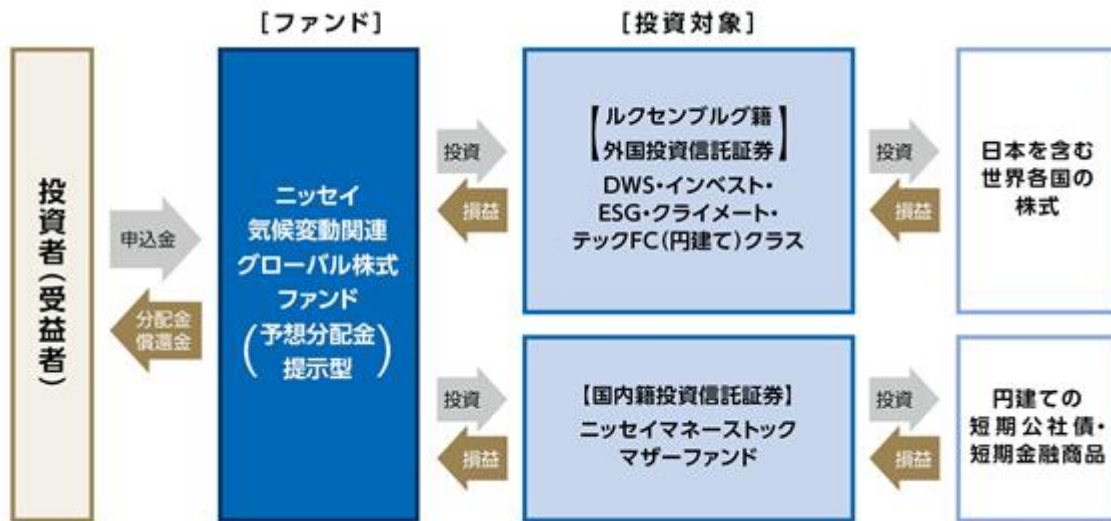 [ファンド]
[投資対象]
投資者(受益者)
申込金
分配金
償還金
ニッセイ
気候変動関連
グローバル株式
ファンド
(予想分配金
提示型)
投資
損益
【ルクセンブルグ籍
外国投資信託証券】
DWS・インベスト・
ESG・クライメート・
テックFC(円建て)クラス
投資
損益
日本を含む
世界各国の
株式
投資
損益
【国内籍投資信託証券】
ニッセイマネーストック
マザーファンド
投資
損益
円建ての
短期公社債・
短期金融商品